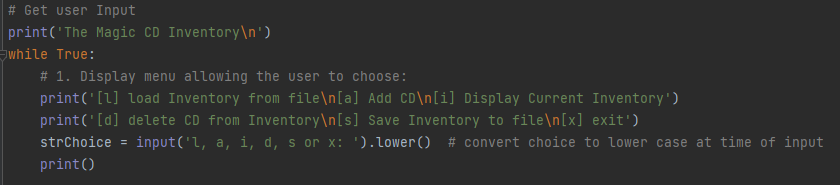 # Get user Input
print('The Magic CD Inventory\n')
while True:
    # 1. Display menu allowing the user to choose:
    print('[l] load Inventory from file\n[a] Add CD\n[i] Display Current Inventory')
    print('[d] delete CD from Inventory\n[s] Save Inventory to file\n[x] exit')
    strChoice = input('l, a, i, d, s or x: ').lower()  # convert choice to lower case at time of input
    print()